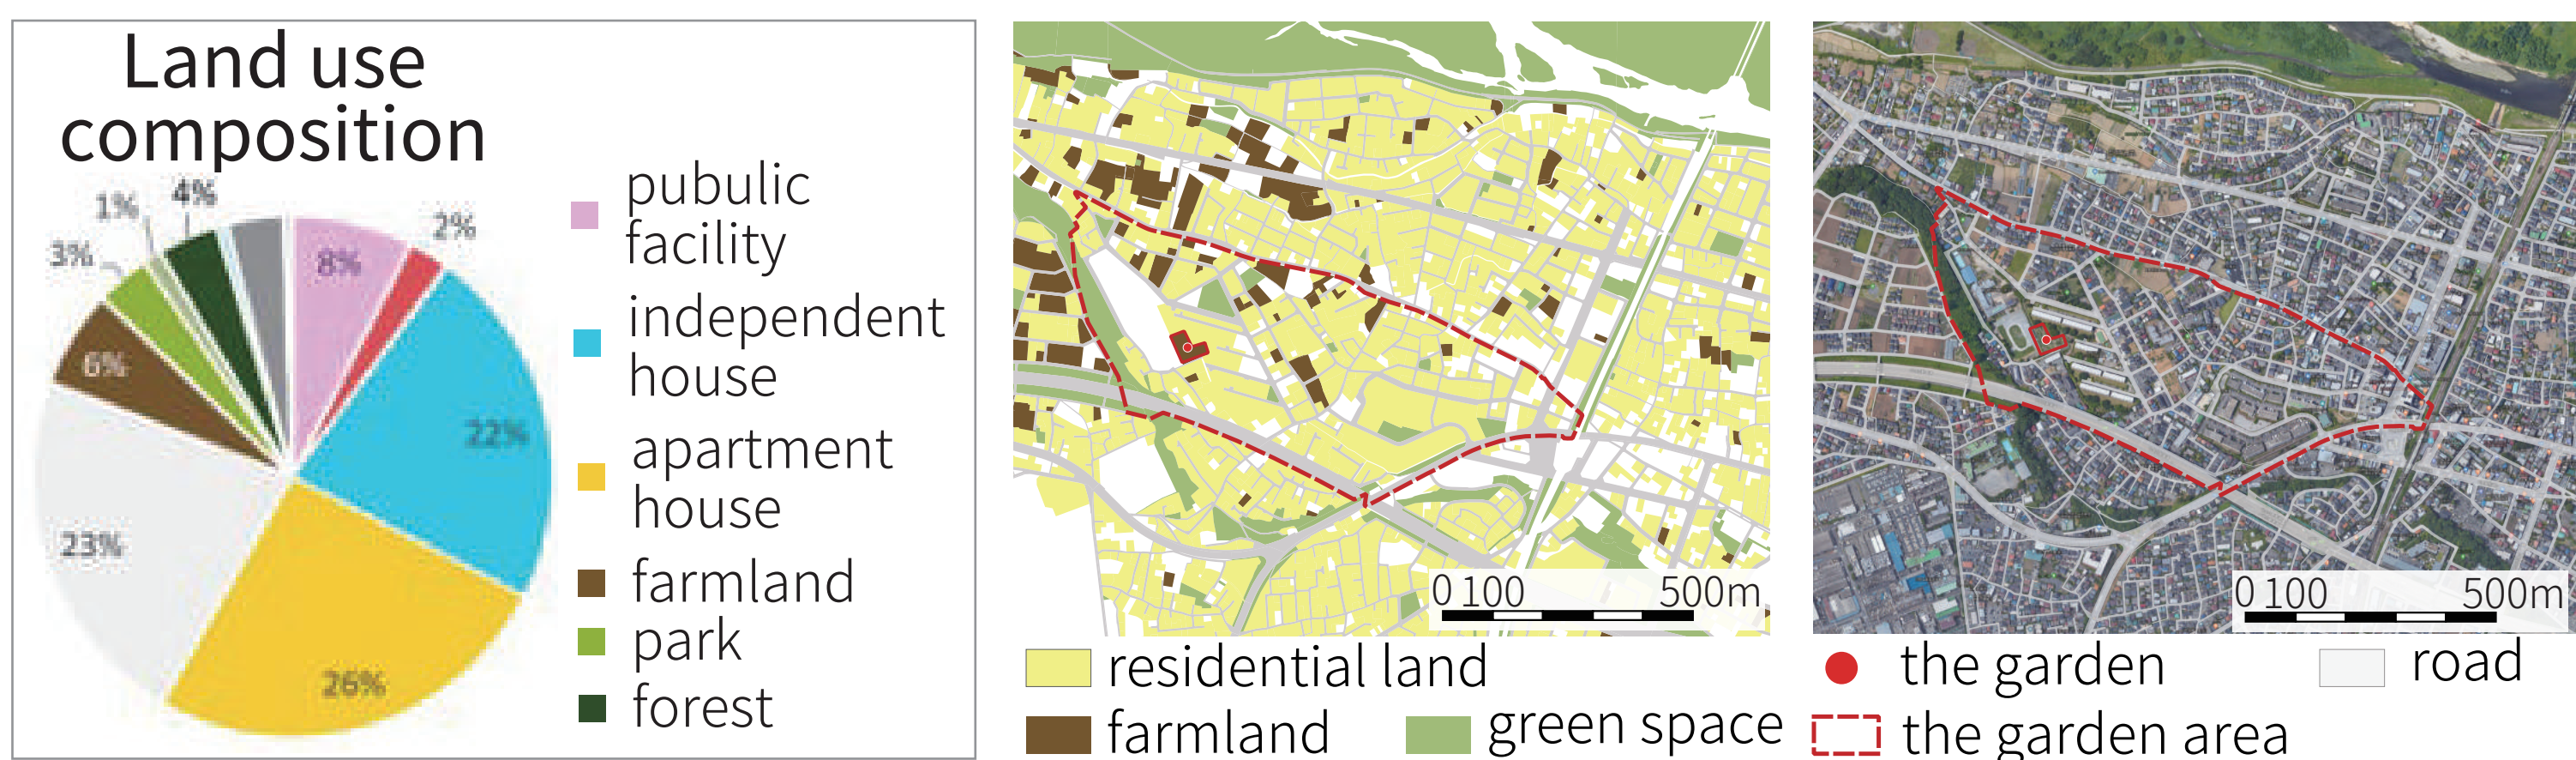 Land use
composition
4%
1%
2%
3%
8%
6%
22%
23%
26%
pubulic
facility
independent
house
apartment
house
farmland
park
forest
0 100 500m
residential land
farmland
green space
0 100 500m
the garden
road
the garden area